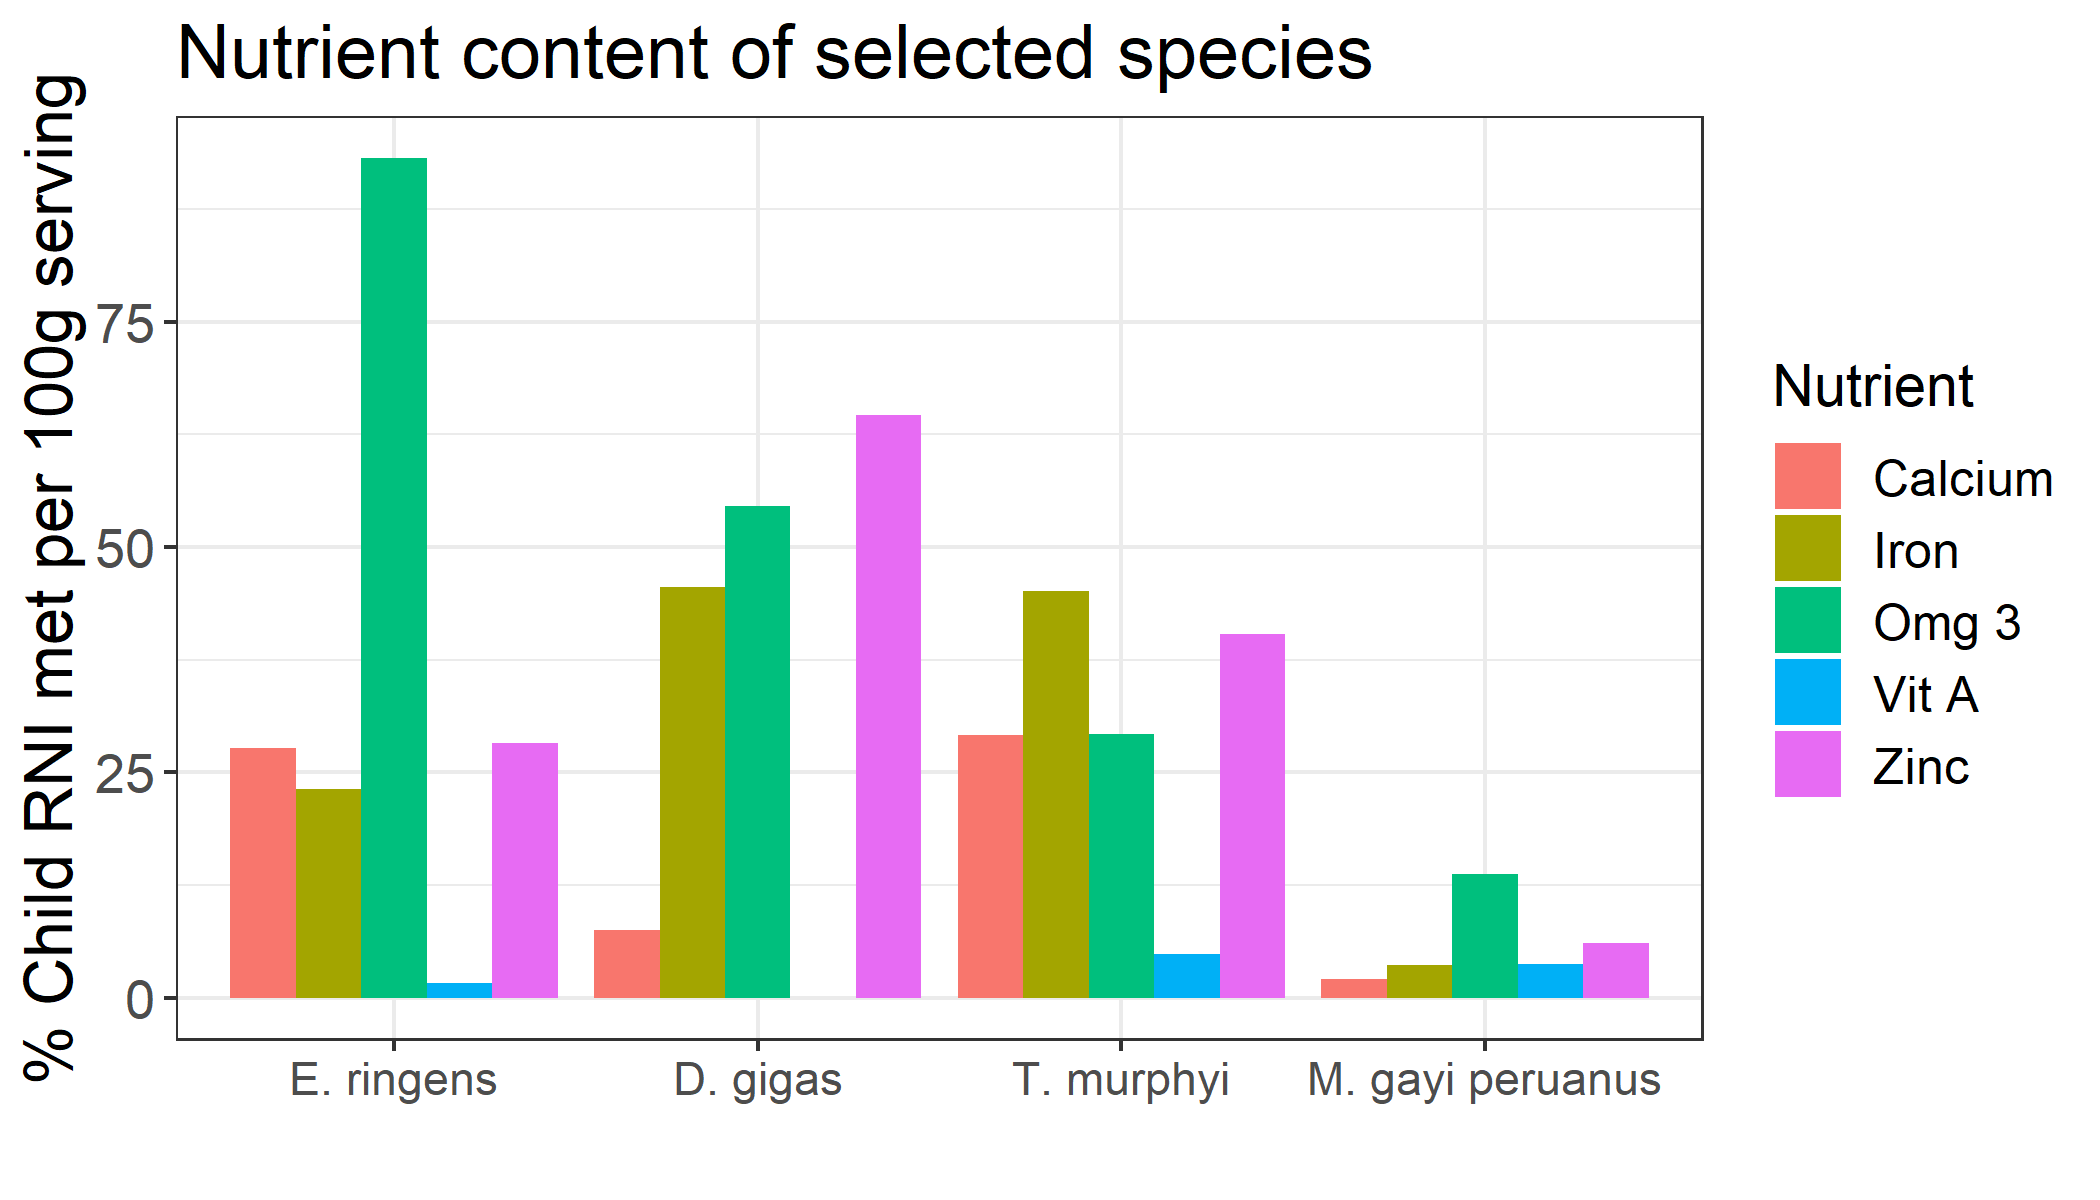 Nutrient content of selected species
% Child RNI met per 100g serving
75
50
25
0
E. ringens
D. gigas
T. murphyi
M. gayi peruanus
Nutrient
Calcium
Iron
Omg 3
Vit A
Zinc